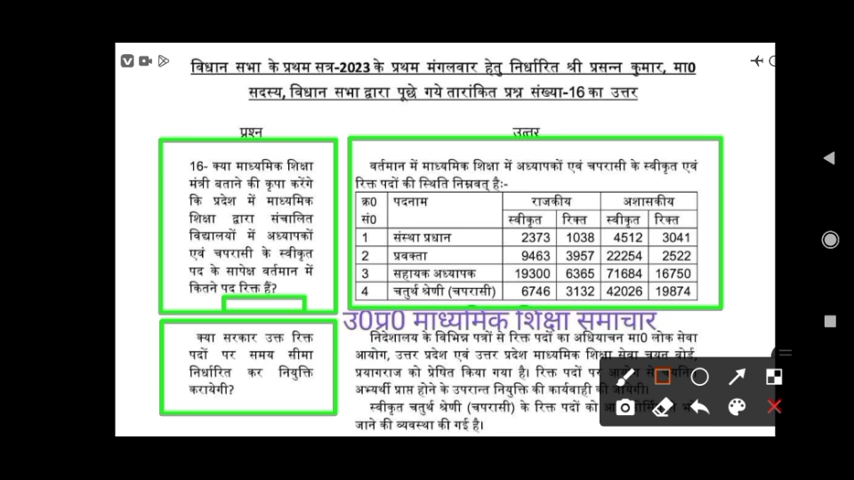 विधान सभा के प्रथम सत्र-2023 के प्रथम मंगलवार हेतु निर्धारित श्री प्रसन्न कुमार, मा0
सदस्य, विधान सभा द्वारा पूछे गये तारांकित प्रश्न संख्या-16 का उत्तर
प्रश्न
16- क्या माध्यमिक शिक्षा
मंत्री बताने की कृपा करेंगे
कि प्रदेश में माध्यमिक
शिक्षा द्वारा संचालित
विद्यालयों में अध्यापकों
एवं चपरासी के स्वीकृत
पद के सापेक्ष वर्तमान में
कितने पद रिक्त हैं?
क्या सरकार उक्त रिक्त
पदों पर समय सीमा
निर्धारित कर नियुक्ति
करायेगी?
उत्तर
वर्तमान में माध्यमिक शिक्षा में अध्यापकों एवं चपरासी के स्वीकृत एवं
रिक्त पदों की स्थिति निम्नवत् हैः-
क्र0 सं0 पदनाम राजकीय अशासकीय
स्वीकृत रिक्त स्वीकृत रिक्त
1 संस्था प्रधान 2373 1038 4512 3041
2 प्रवक्ता 9463 3957 22254 2522
3 सहायक अध्यापक 19300 6365 71684 16750
4 चतुर्थ श्रेणी (चपरासी) 6746 3132 42026 19874
उ0प्र0 माध्यमिक शिक्षा समाचार
निदेशालय के विभिन्न पत्रों से रिक्त पदों का अधियाचन मा0 लोक सेवा
आयोग, उत्तर प्रदेश एवं उत्तर प्रदेश माध्यमिक शिक्षा सेवा चयन बोर्ड,
प्रयागराज को प्रेषित किया गया है। रिक्त पदों पर
अभ्यर्थी प्राप्त होने के उपरान्त नियुक्ति की कार्यवाही की जायेगी।
स्वीकृत चतुर्थ श्रेणी (चपरासी) के रिक्त पदों को
जाने की व्यवस्था की गई है।